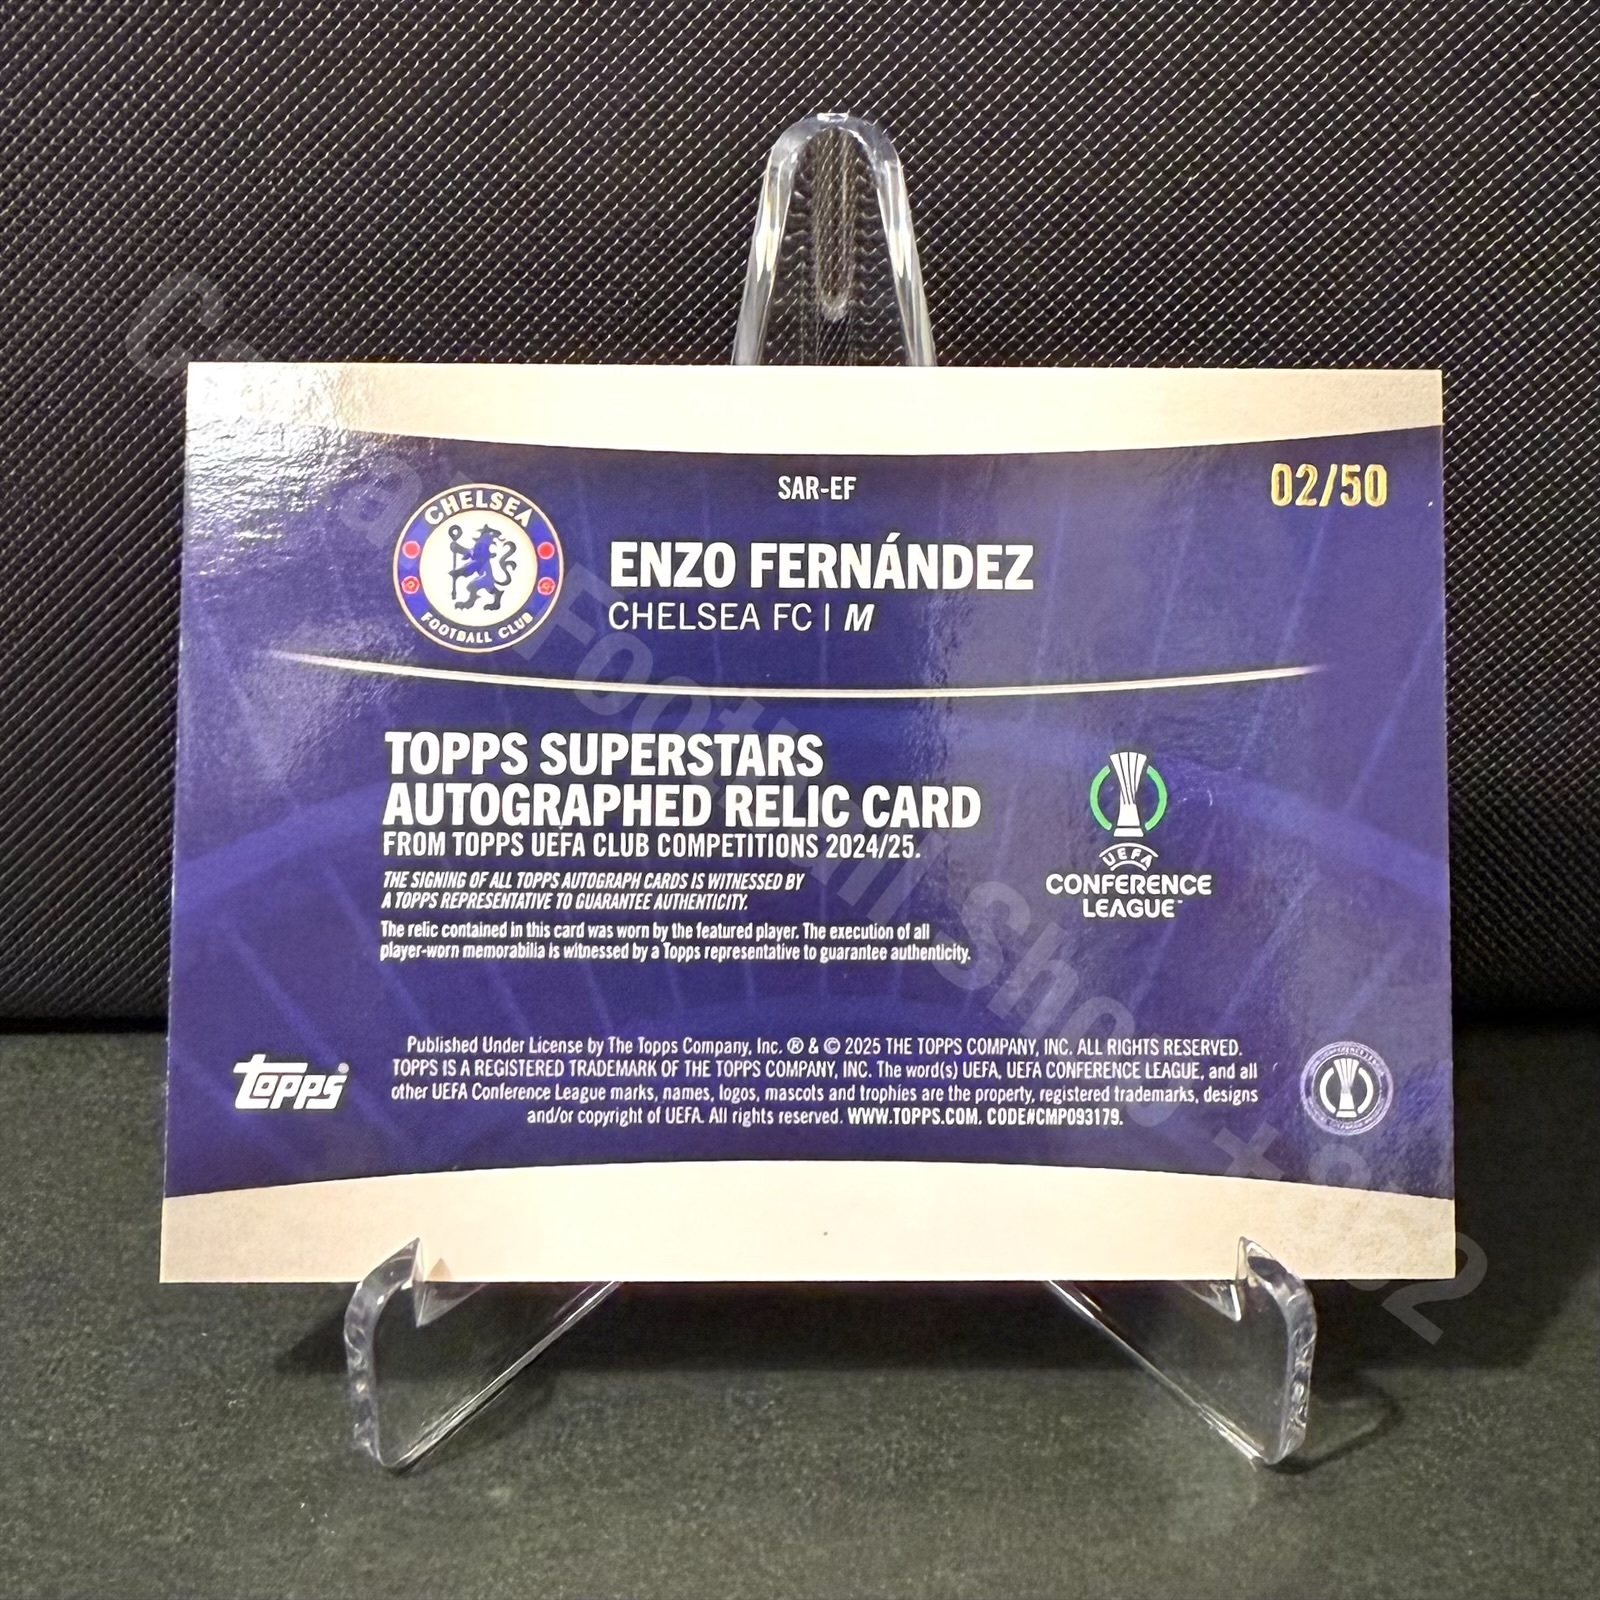 SAR-EF
02/50
CHELSEA
FOOTBALL CLUB
ENZO FERNÁNDEZ
CHELSEA FC | M
TOPPS SUPERSTARS
AUTOGRAPHED RELIC CARD
FROM TOPPS UEFA CLUB COMPETITIONS 2024/25.
THE SIGNING OF ALL TOPPS AUTOGRAPH CARDS IS WITNESSED BY
A TOPPS REPRESENTATIVE TO GUARANTEE AUTHENTICITY.
The relic contained in this card was worn by the featured player. The execution of all
player-worn memorabilia is witnessed by a Topps representative to guarantee authenticity.
UEFA
CONFERENCE
LEAGUE™
Published Under License by The Topps Company, Inc. ® & © 2025 THE TOPPS COMPANY, INC. ALL RIGHTS RESERVED.
TOPPS IS A REGISTERED TRADEMARK OF THE TOPPS COMPANY, INC. The word(s) UEFA, UEFA CONFERENCE LEAGUE, and all
other UEFA Conference League marks, names, logos, mascots and trophies are the property, registered trademarks, designs
and/or copyright of UEFA. All rights reserved. WWW.TOPPS.COM. CODE#CMP093179.
Topps®
Football Shop